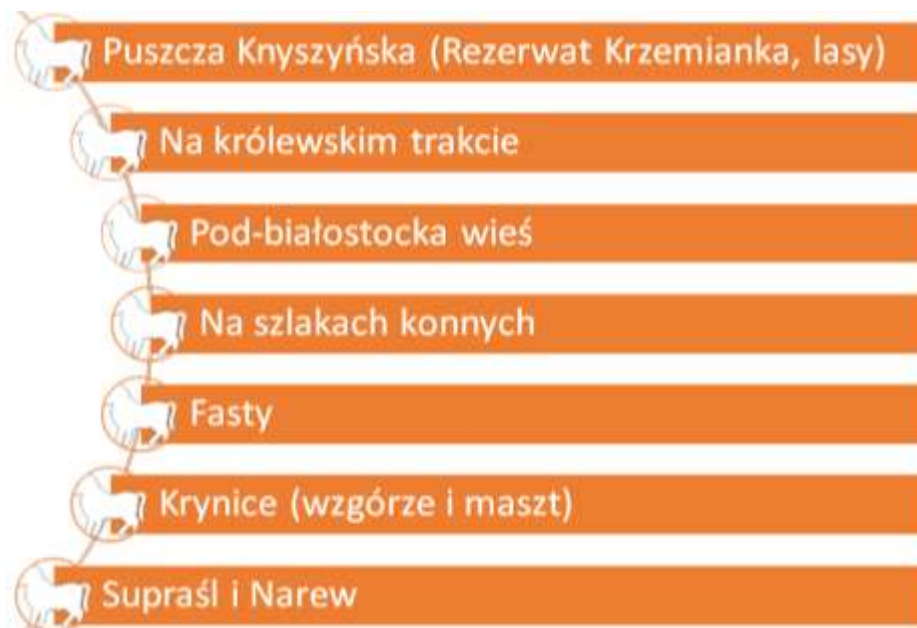 Puszcza Knyszyńska (Rezerwat Krzemianka, lasy)
Na królewskim trakcie
Pod-białostocka wieś
Na szlakach konnych
Fasty
Krynice (wzgórze i maszt)
Supraśl i Narew